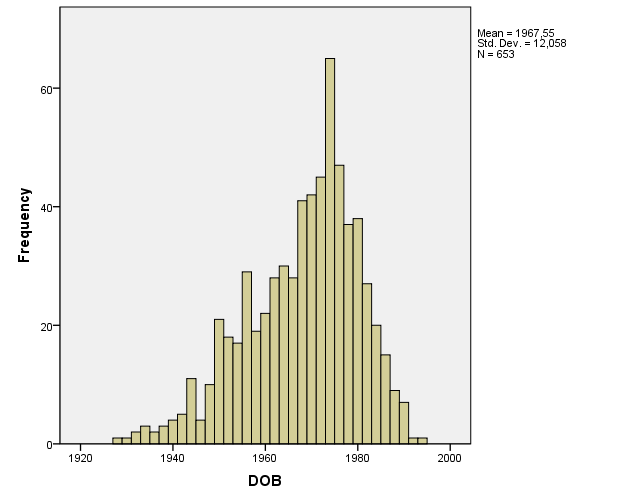 Mean = 1967,55
Std. Dev. = 12,058
N = 653
Frequency
60
40
20
0
1920 1940 1960 1980 2000
DOB